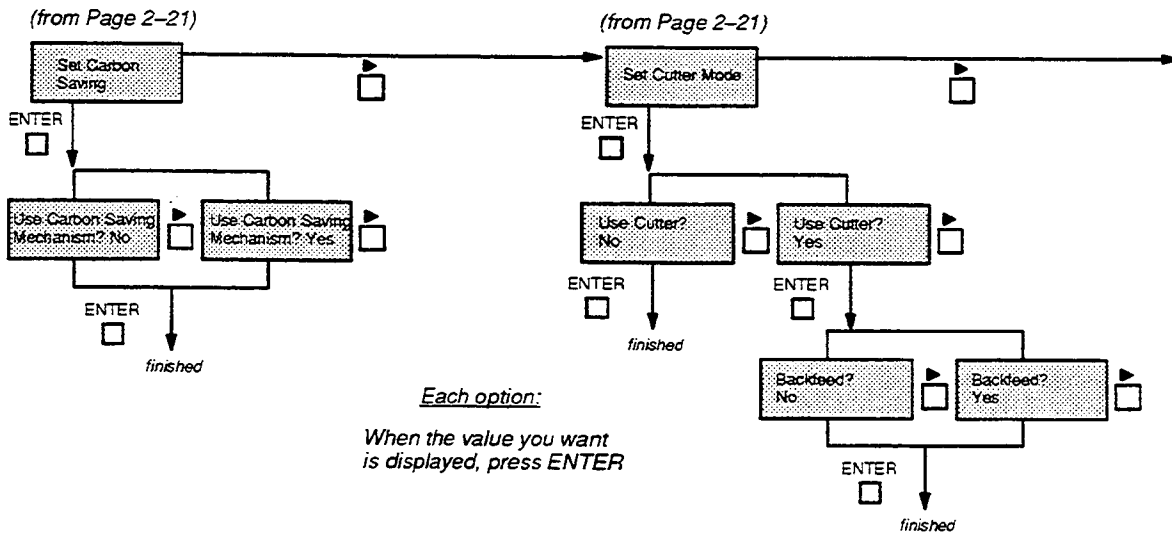 (from Page 2–21)
(from Page 2–21)
Set Carbon
Saving
Set Cutter Mode
ENTER
ENTER
Use Carbon Saving
Mechanism? No
Use Carbon Saving
Mechanism? Yes
Use Cutter?
No
Use Cutter?
Yes
ENTER
finished
ENTER
finished
ENTER
Backfeed?
No
Backfeed?
Yes
Each option:
When the value you want
is displayed, press ENTER
ENTER
finished